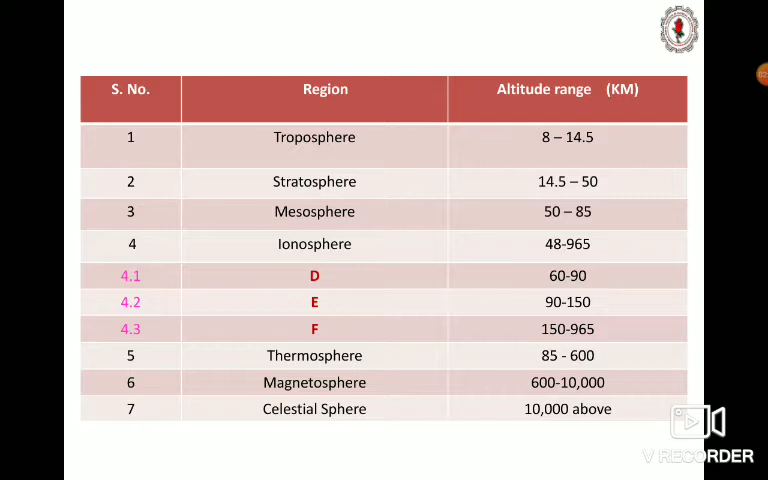 S. No. Region Altitude range (KM)
1 Troposphere 8 – 14.5
2 Stratosphere 14.5 – 50
3 Mesosphere 50 – 85
4 Ionosphere 48-965
4.1 D 60-90
4.2 E 90-150
4.3 F 150-965
5 Thermosphere 85 - 600
6 Magnetosphere 600-10,000
7 Celestial Sphere 10,000 above
V RECORDER